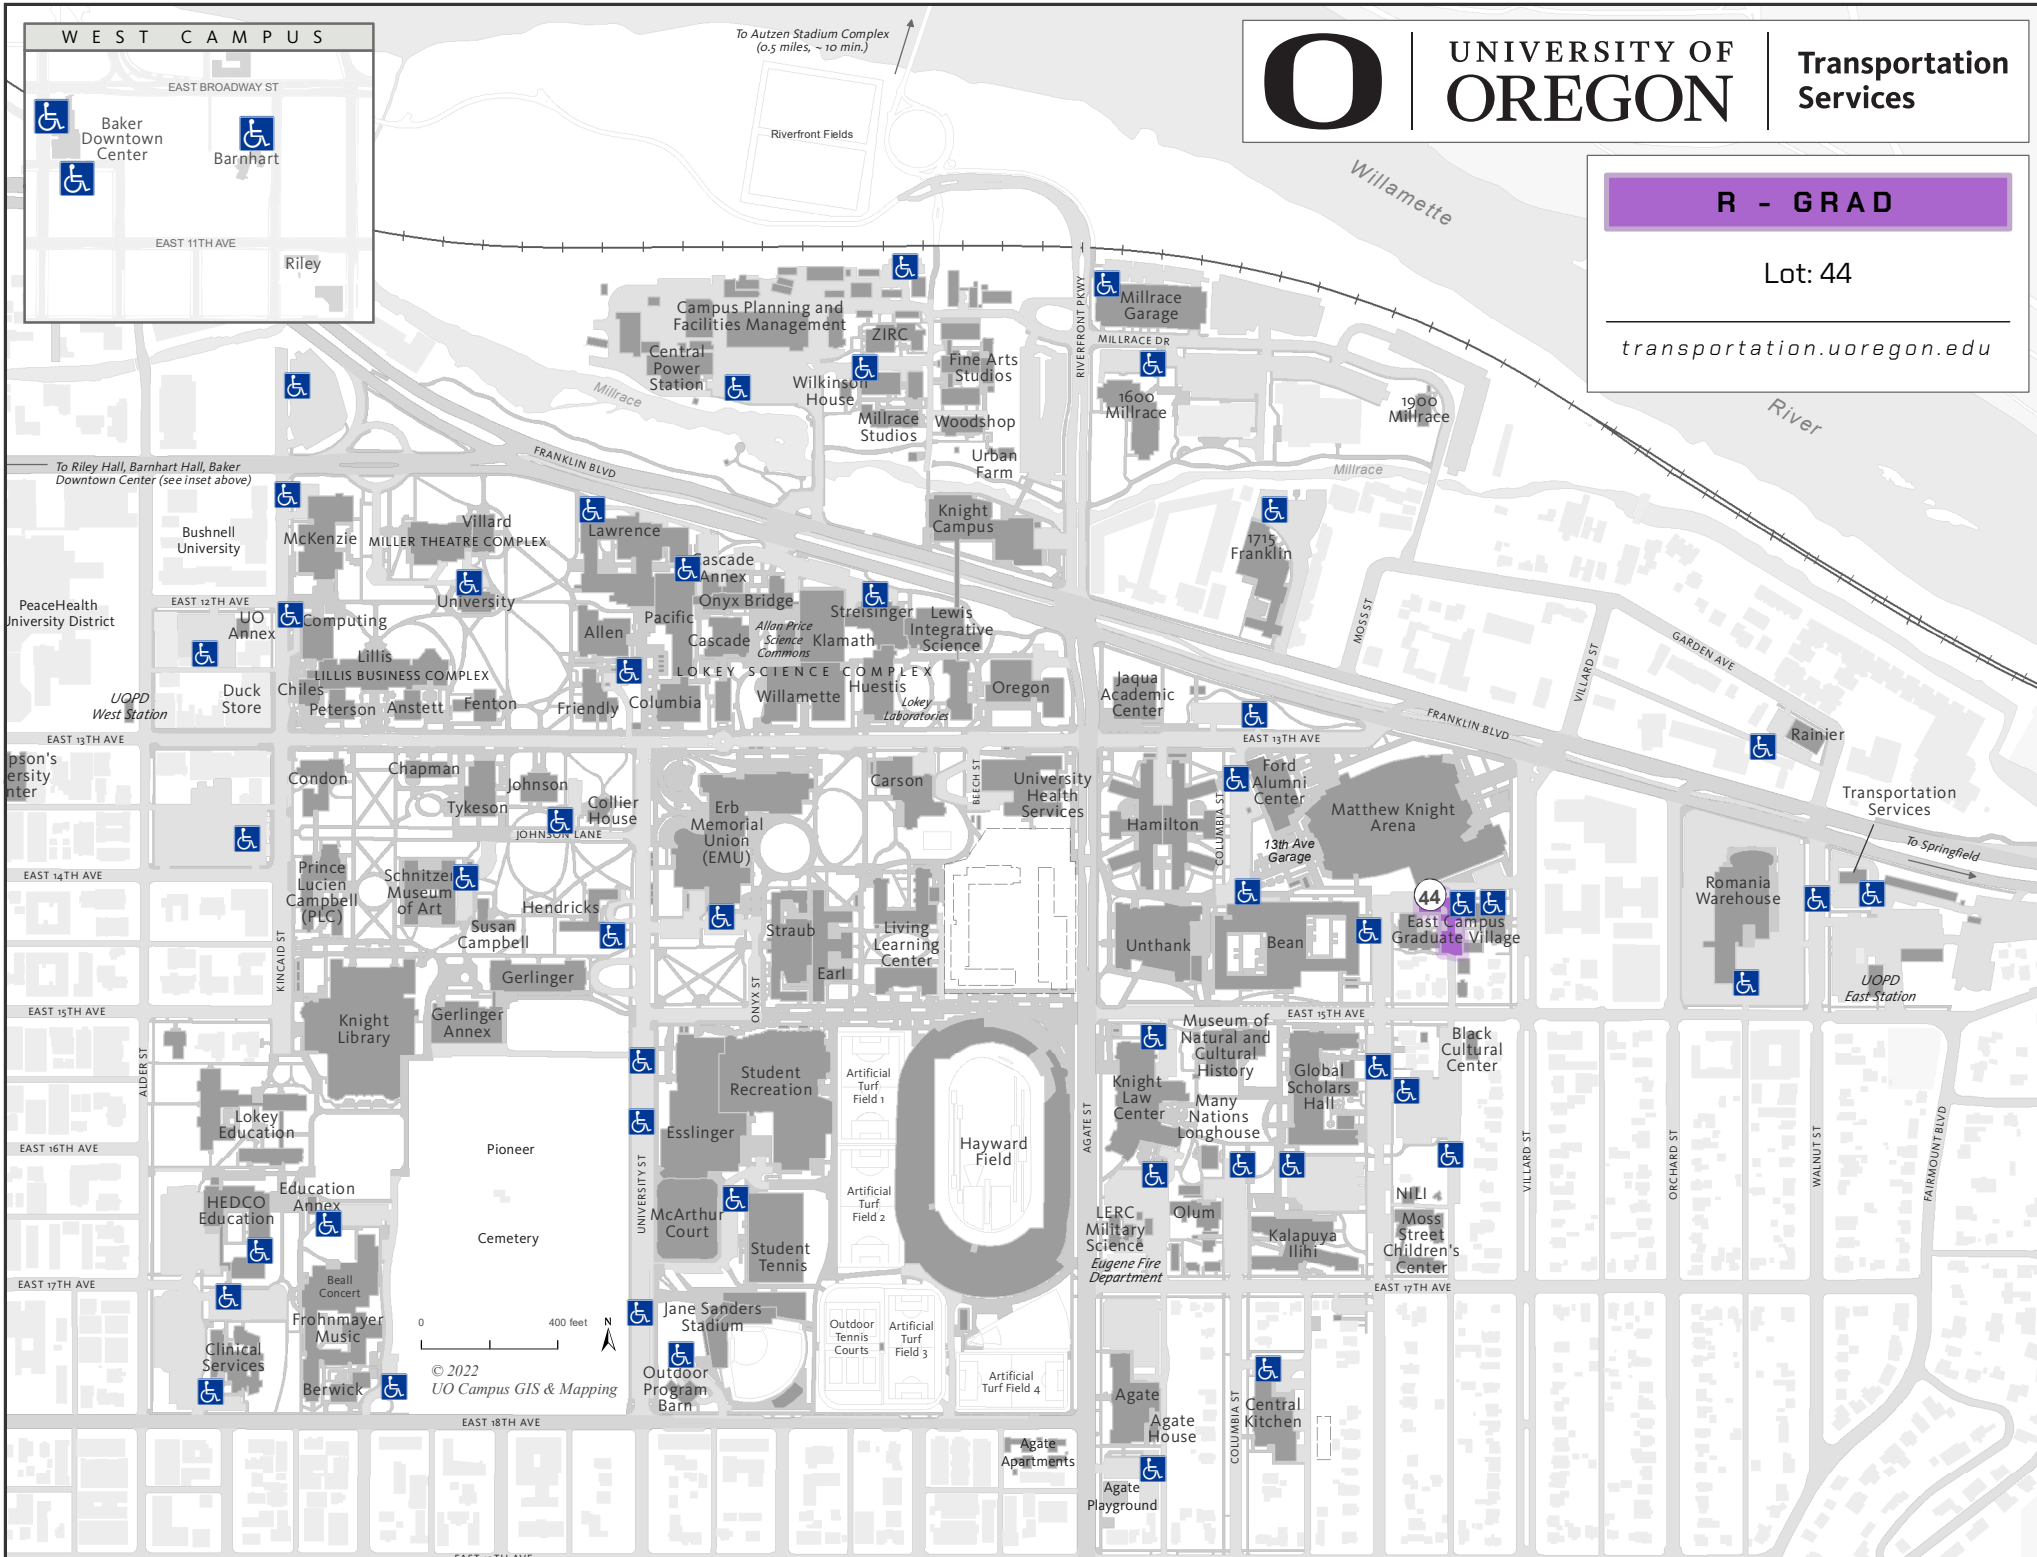 WEST CAMPUS
EAST BROADWAY ST
Baker
Downtown
Center
Barnhart
EAST 11TH AVE
Riley
To Autzen Stadium Complex
(0.5 miles, ~ 10 min.)
Riverfront Fields
UNIVERSITY OF
OREGON
Transportation
Services
R - GRAD
Lot: 44
transportation.uoregon.edu
Willamette
River
Campus Planning and
Facilities Management
ZIRC
Central
Power
Station
Wilkinson
House
Fine Arts
Studios
Millrace
Studios
Woodshop
Urban
Farm
Millrace
RIVERFRONT PKWY
Millrace
Garage
MILLRACE DR
1600
Millrace
1900
Millrace
Millrace
To Riley Hall, Barnhart Hall, Baker
Downtown Center (see inset above)
FRANKLIN BLVD
Bushnell
University
McKenzie
Villard
MILLER THEATRE COMPLEX
Lawrence
Knight
Campus
1715
Franklin
Cascade
Annex
University
Onyx Bridge
Streisinger
Lewis
Integrative
Science
PeaceHealth
University District
EAST 12TH AVE
UO
Annex
Computing
Pacific
Allen
Cascade
Allan Price
Science
Commons
Klamath
MOSS ST
VILLARD ST
GARDEN AVE
Lillis
LILLIS BUSINESS COMPLEX
LOKEY SCIENCE COMPLEX
UOPD
West Station
Duck
Store
Chiles
Peterson
Anstett
Fenton
Friendly
Columbia
Willamette
Huestis
Lokey
Laboratories
Oregon
Jaqua
Academic
Center
FRANKLIN BLVD
Rainier
EAST 13TH AVE
EAST 13TH AVE
Condon
Chapman
Johnson
Tykeson
Collier
House
JOHNSON LANE
Erb
Memorial
Union
(EMU)
Carson
BEECH ST
University
Health
Services
Hamilton
COLUMBIA ST
Ford
Alumni
Center
13th Ave
Garage
Matthew Knight
Arena
Transportation
Services
To Springfield
EAST 14TH AVE
Prince
Lucien
Campbell
(PLC)
Schnitzer
Museum
of Art
Hendricks
Susan
Campbell
Gerlinger
Straub
Earl
Living
Learning
Center
Unthank
Bean
44
East Campus
Graduate Village
Romania
Warehouse
UOPD
East Station
KINCAID ST
ONYX ST
EAST 15TH AVE
EAST 15TH AVE
Knight
Library
Gerlinger
Annex
ALDER ST
Student
Recreation
Artificial
Turf
Field 1
Museum of
Natural and
Cultural
History
Black
Cultural
Center
Knight
Law
Center
Global
Scholars
Hall
Many
Nations
Longhouse
Lokey
Education
Esslinger
Hayward
Field
AGATE ST
EAST 16TH AVE
Pioneer
Cemetery
UNIVERSITY ST
VILLARD ST
ORCHARD ST
WALNUT ST
FAIRMOUNT BLVD
HEDCO
Education
Education
Annex
McArthur
Court
Artificial
Turf
Field 2
Student
Tennis
LERC
Military
Science
Eugene Fire
Department
Olum
Kalapuya
Ilihi
NILI
Moss
Street
Children's
Center
EAST 17TH AVE
EAST 17TH AVE
Beall
Concert
Frohnmayer
Music
Clinical
Services
Berwick
0
400 feet
N
© 2022
UO Campus GIS & Mapping
Jane Sanders
Stadium
Outdoor
Program
Barn
Outdoor
Tennis
Courts
Artificial
Turf
Field 3
Artificial
Turf Field 4
Agate
Agate
House
COLUMBIA ST
Central
Kitchen
EAST 18TH AVE
Agate
Apartments
Agate
Playground